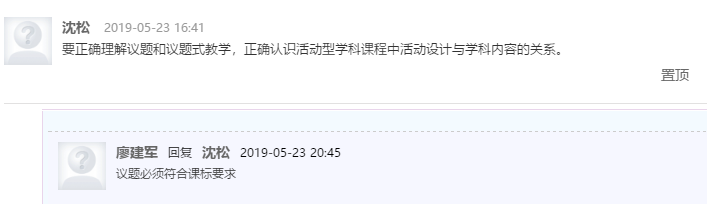 沈松 2019-05-23 16:41
要正确理解议题和议题式教学，正确认识活动型学科课程中活动设计与学科内容的关系。
置顶
廖建军 回复 沈松 2019-05-23 20:45
议题必须符合课标要求